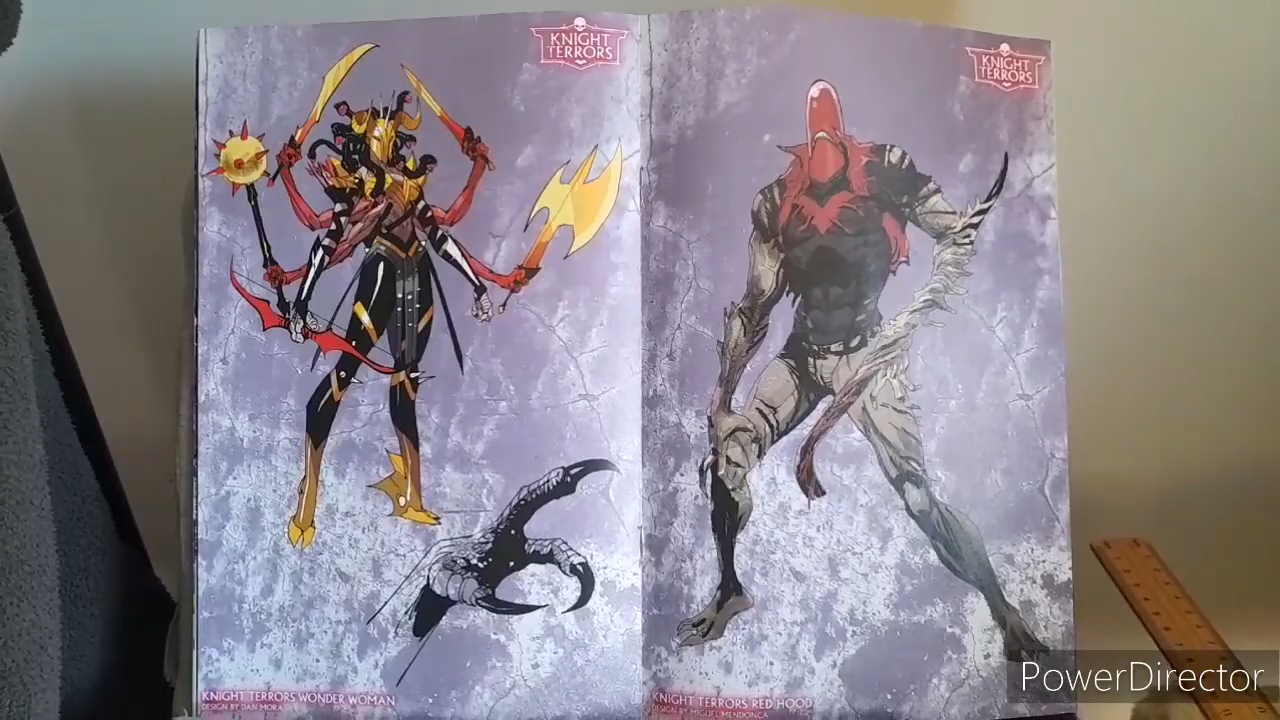 KNIGHT
TERRORS
KNIGHT TERRORS WONDER WOMAN
DESIGN BY DAN MORA
KNIGHT
TERRORS
KNIGHT TERRORS RED HOOD
DESIGN BY MIGUEL MENDONCA
PowerDirector